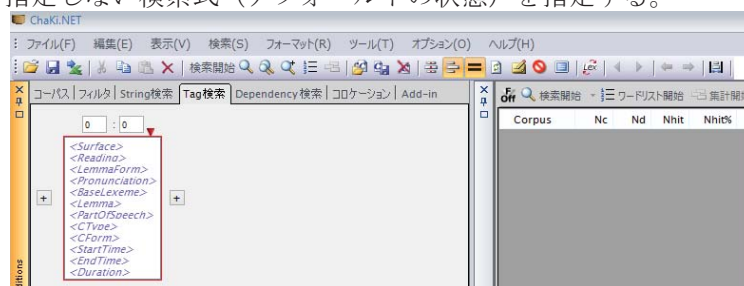 指定しない検索式（デフォールトの状態）を指定する。
ChaKi.NET
ファイル(F) 編集(E) 表示(V) 検索(S) フォーマット(R) ツール(T) オプション(O) ヘルプ(H)
検索開始 lex
コーパス フィルタ String検索 Tag検索 Dependency検索 コロケーション Add-in
Off 検索開始 ワードリスト開始 集計開
0 : 0
Corpus Nc Nd Nhit Nhit%
<Surface>
<Reading>
<LemmaForm>
<Pronunciation>
<BaseLexeme>
+ <Lemma> +
<PartOfSpeech>
<CType>
<CForm>
<StartTime>
<EndTime>
<Duration>
ditions